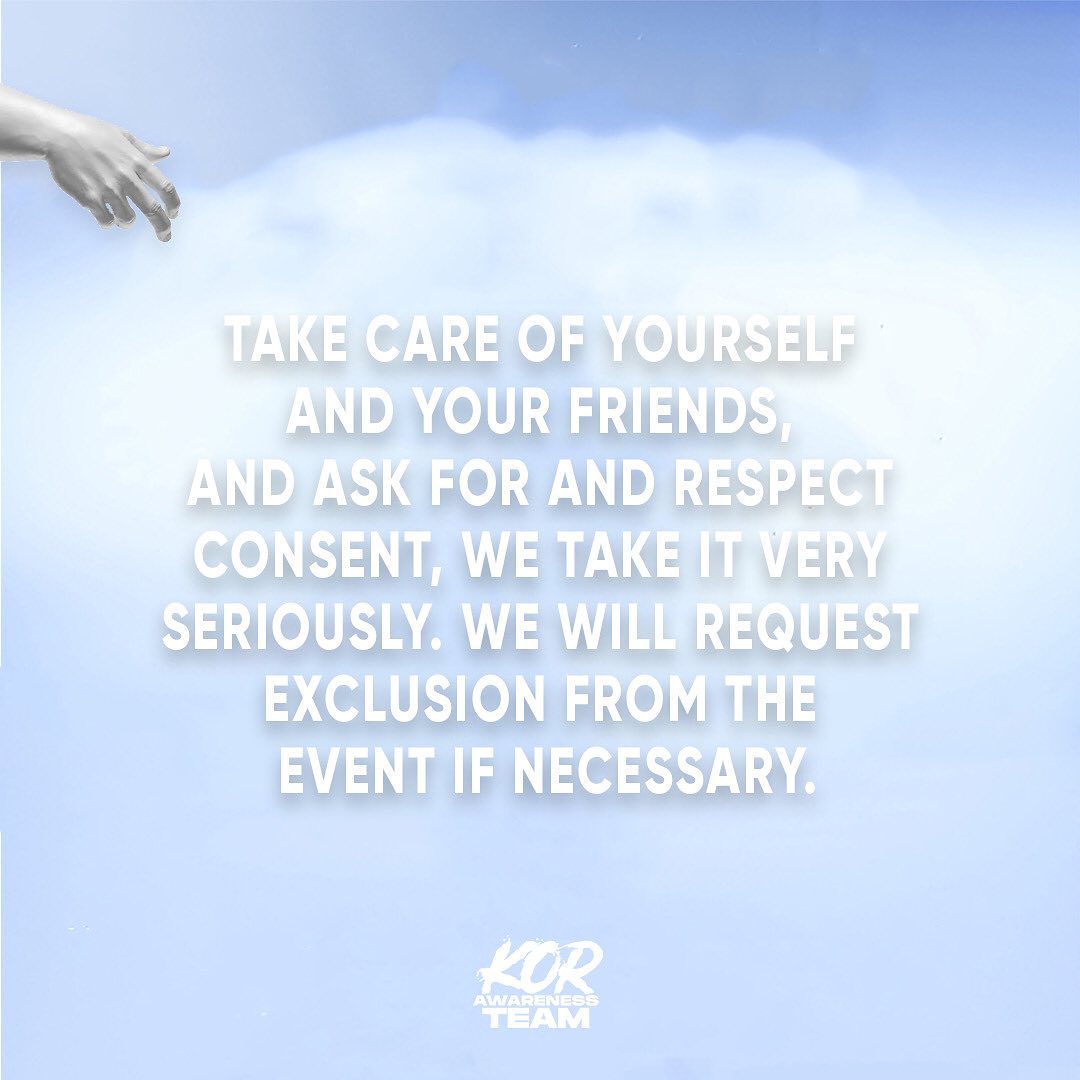 TAKE CARE OF YOURSELF
AND YOUR FRIENDS,
AND ASK FOR AND RESPECT
CONSENT, WE TAKE IT VERY
SERIOUSLY. WE WILL REQUEST
EXCLUSION FROM THE
EVENT IF NECESSARY.
KOR
AWARENESS
TEAM